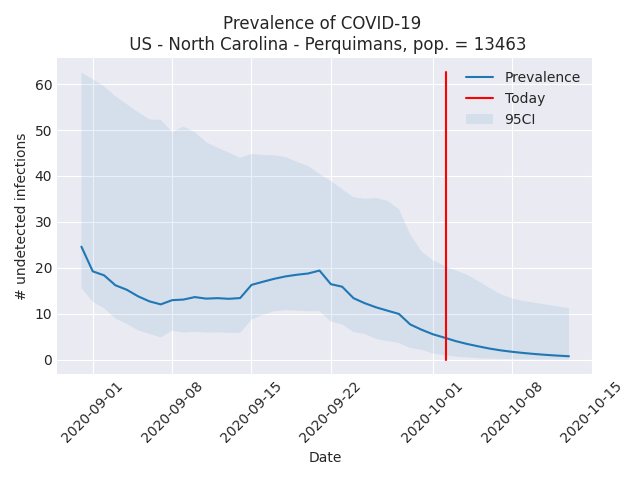 Prevalence of COVID-19
US - North Carolina - Perquimans, pop. = 13463
Prevalence
Today
95CI
# undetected infections
60
50
40
30
20
10
0
2020-09-01
2020-09-08
2020-09-15
2020-09-22
2020-10-01
2020-10-08
2020-10-15
Date